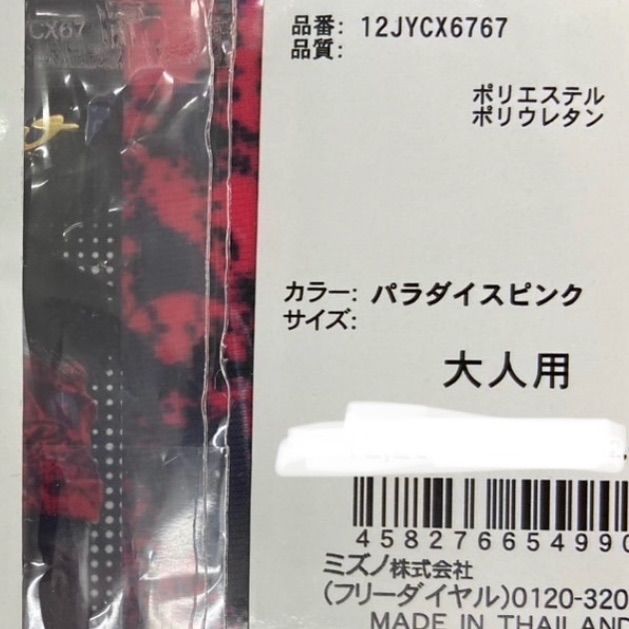 CX67
品番: 12JYCX6767
品質:
ポリエステル
ポリウレタン
カラー: パラダイスピンク
サイズ:
大人用
458276654990
ミズノ株式会社
(フリーダイヤル)0120-320
MADE IN THAILAND